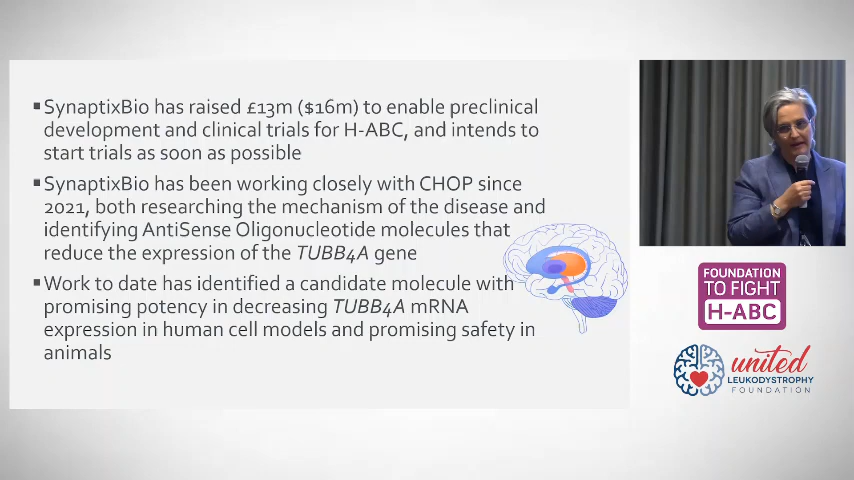 ▪SynaptixBio has raised £13m ($16m) to enable preclinical
development and clinical trials for H-ABC, and intends to
start trials as soon as possible
▪SynaptixBio has been working closely with CHOP since
2021, both researching the mechanism of the disease and
identifying AntiSense Oligonucleotide molecules that
reduce the expression of the TUBB4A gene
▪Work to date has identified a candidate molecule with
promising potency in decreasing TUBB4A mRNA
expression in human cell models and promising safety in
animals
FOUNDATION
TO FIGHT
H-ABC
united
LEUKODYSTROPHY
FOUNDATION